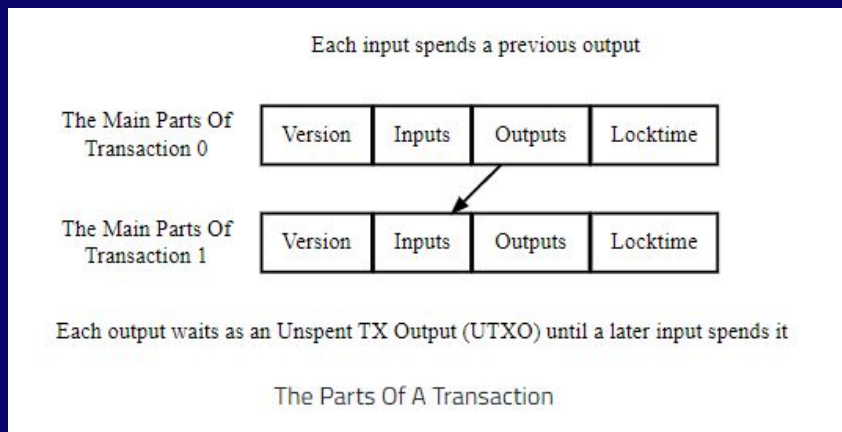 Each input spends a previous output
The Main Parts Of
Transaction 0
Version Inputs Outputs Locktime
The Main Parts Of
Transaction 1
Version Inputs Outputs Locktime
Each output waits as an Unspent TX Output (UTXO) until a later input spends it
The Parts Of A Transaction